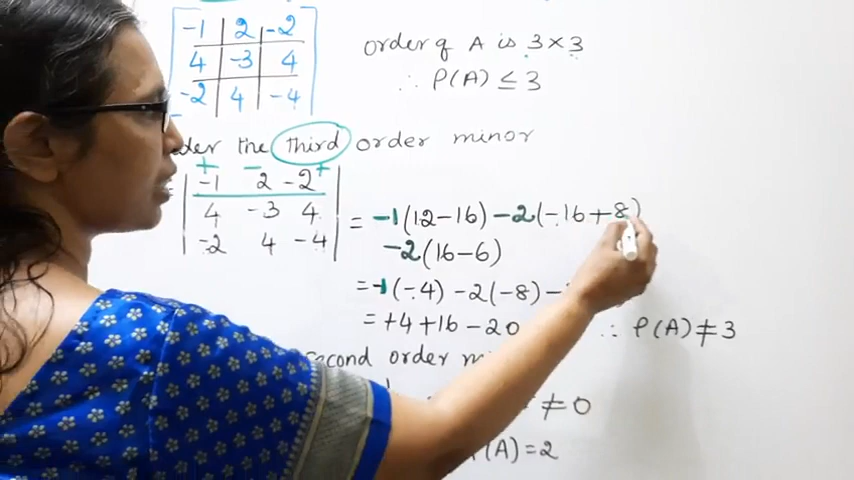 -1 2 -2
4 -3 4
-2 4 -4
order of A is 3×3
∴ ρ(A) ≤ 3
the third order minor
+ - +
-1 2 -2
4 -3 4
-2 4 -4
= -1(12-16) -2(-16+8)
-2(16-6)
= -1(-4) -2(-8) -
= +4+16-20
∴ ρ(A) ≠ 3
second order
≠ 0
(A) = 2